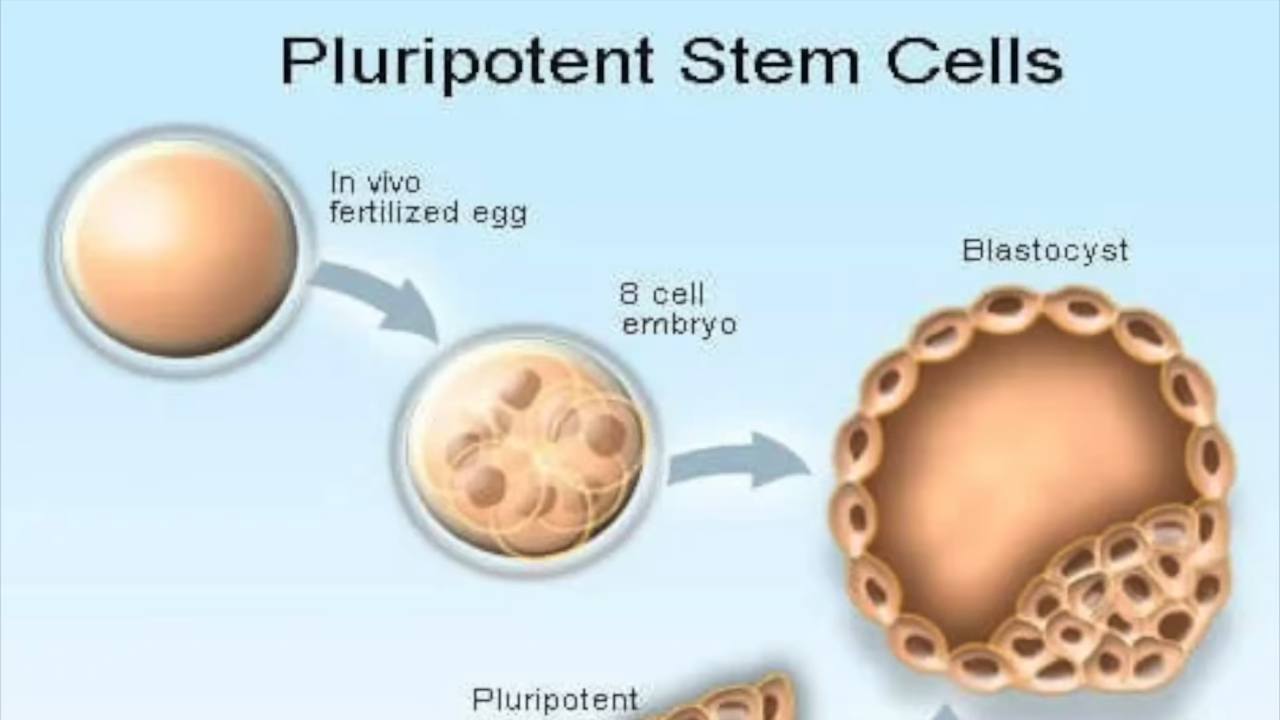 Pluripotent Stem Cells
In vivo
fertilized egg
8 cell
embryo
Blastocyst
Pluripotent